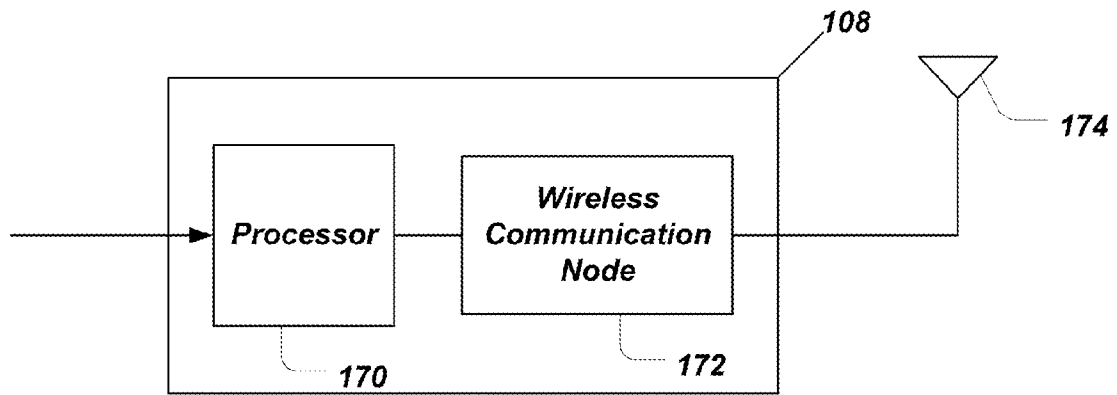 108
174
Processor
Wireless
Communication
Node
170
172